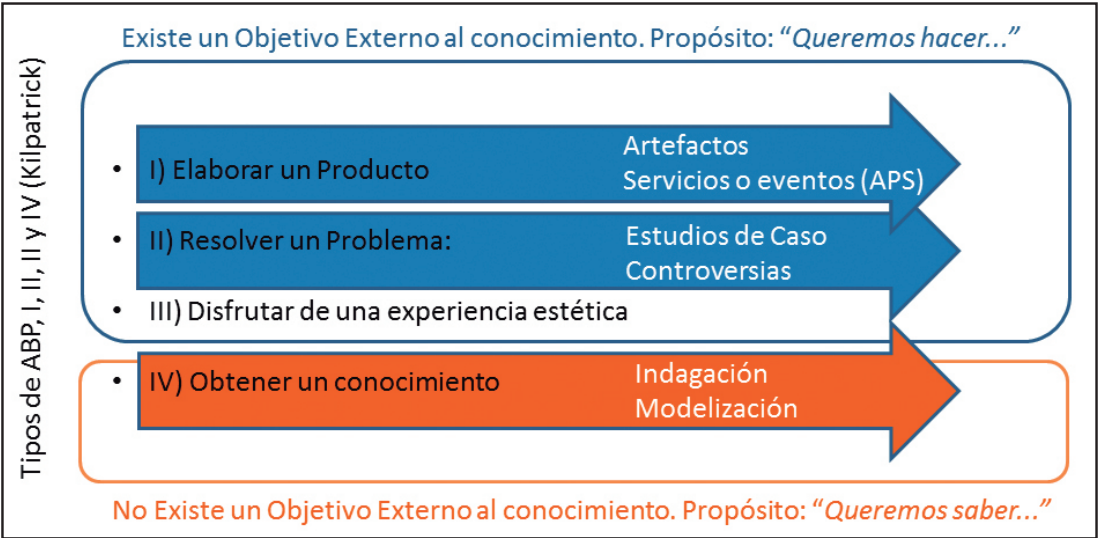 Existe un Objetivo Externo al conocimiento. Propósito: “Queremos hacer...”
Tipos de ABP, I, II, II y IV (Kilpatrick)
• I) Elaborar un Producto
Artefactos
Servicios o eventos (APS)
• II) Resolver un Problema:
Estudios de Caso
Controversias
• III) Disfrutar de una experiencia estética
• IV) Obtener un conocimiento
Indagación
Modelización
No Existe un Objetivo Externo al conocimiento. Propósito: “Queremos saber...”